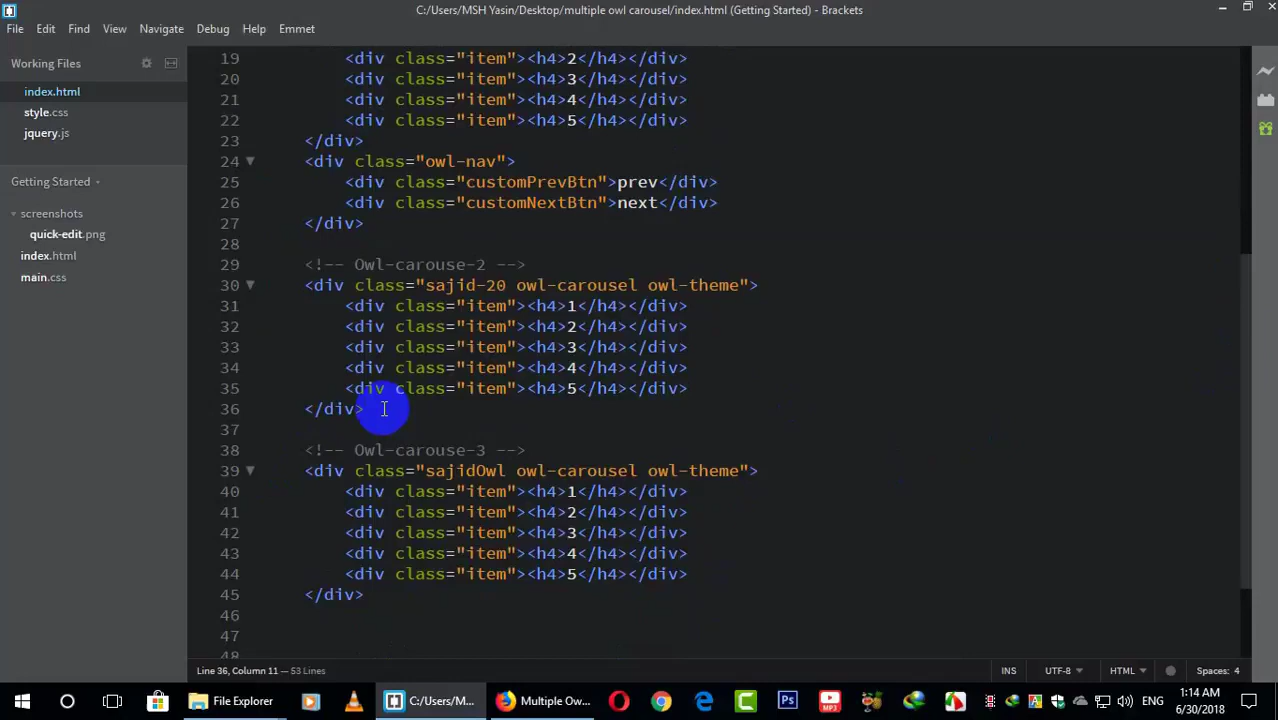 C:/Users/MSH Yasin/Desktop/multiple owl carousel/index.html (Getting Started) - Brackets
File Edit Find View Navigate Debug Help Emmet
Working Files
index.html
style.css
jquery.js
Getting Started
screenshots
quick-edit.png
index.html
main.css
19 <div class="item"><h4>2</h4></div>
20 <div class="item"><h4>3</h4></div>
21 <div class="item"><h4>4</h4></div>
22 <div class="item"><h4>5</h4></div>
23 </div>
24 <div class="owl-nav">
25 <div class="customPrevBtn">prev</div>
26 <div class="customNextBtn">next</div>
27 </div>
28
29 <!-- Owl-carouse-2 -->
30 <div class="sajid-20 owl-carousel owl-theme">
31 <div class="item"><h4>1</h4></div>
32 <div class="item"><h4>2</h4></div>
33 <div class="item"><h4>3</h4></div>
34 <div class="item"><h4>4</h4></div>
35 <div class="item"><h4>5</h4></div>
36 </div>
37
38 <!-- Owl-carouse-3 -->
39 <div class="sajidOwl owl-carousel owl-theme">
40 <div class="item"><h4>1</h4></div>
41 <div class="item"><h4>2</h4></div>
42 <div class="item"><h4>3</h4></div>
43 <div class="item"><h4>4</h4></div>
44 <div class="item"><h4>5</h4></div>
45 </div>
46
47
48
Line 36, Column 11 — 53 Lines INS UTF-8 HTML Spaces: 4
File Explorer C:/Users/M... Multiple Ow... Ps MP3 ENG 1:14 AM
6/30/2018